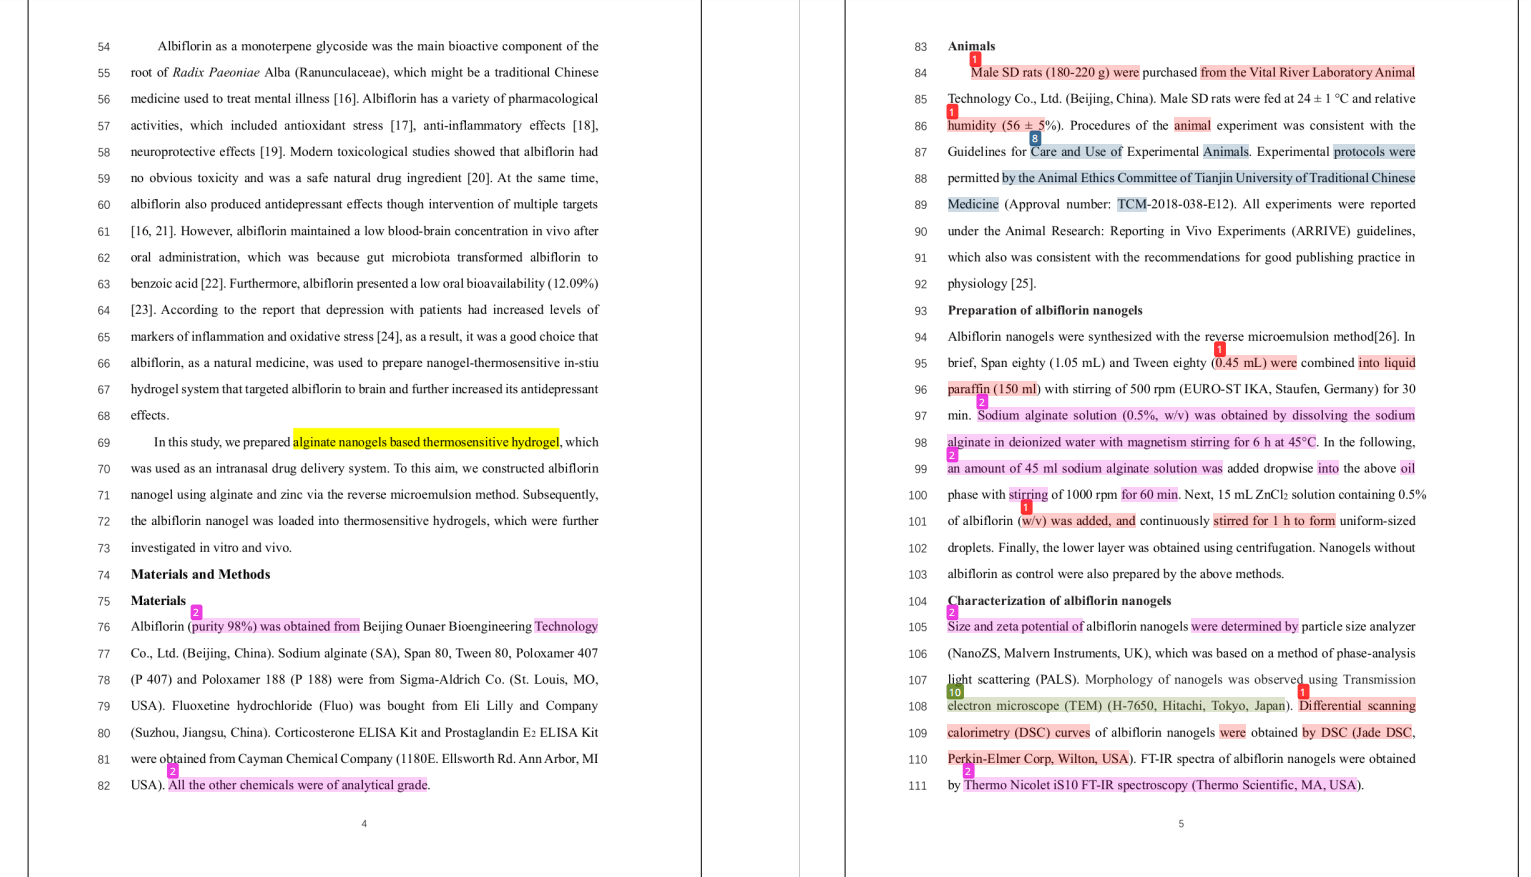 54 Albiflorin as a monoterpene glycoside was the main bioactive component of the
55 root of Radix Paeoniae Alba (Ranunculaceae), which might be a traditional Chinese
56 medicine used to treat mental illness [16]. Albiflorin has a variety of pharmacological
57 activities, which included antioxidant stress [17], anti-inflammatory effects [18],
58 neuroprotective effects [19]. Modern toxicological studies showed that albiflorin had
59 no obvious toxicity and was a safe natural drug ingredient [20]. At the same time,
60 albiflorin also produced antidepressant effects though intervention of multiple targets
61 [16, 21]. However, albiflorin maintained a low blood-brain concentration in vivo after
62 oral administration, which was because gut microbiota transformed albiflorin to
63 benzoic acid [22]. Furthermore, albiflorin presented a low oral bioavailability (12.09%)
64 [23]. According to the report that depression with patients had increased levels of
65 markers of inflammation and oxidative stress [24], as a result, it was a good choice that
66 albiflorin, as a natural medicine, was used to prepare nanogel-thermosensitive in-stiu
67 hydrogel system that targeted albiflorin to brain and further increased its antidepressant
68 effects.
69 In this study, we prepared alginate nanogels based thermosensitive hydrogel, which
70 was used as an intranasal drug delivery system. To this aim, we constructed albiflorin
71 nanogel using alginate and zinc via the reverse microemulsion method. Subsequently,
72 the albiflorin nanogel was loaded into thermosensitive hydrogels, which were further
73 investigated in vitro and vivo.
74 Materials and Methods
75 Materials
2
76 Albiflorin (purity 98%) was obtained from Beijing Ounaer Bioengineering Technology
77 Co., Ltd. (Beijing, China). Sodium alginate (SA), Span 80, Tween 80, Poloxamer 407
78 (P 407) and Poloxamer 188 (P 188) were from Sigma-Aldrich Co. (St. Louis, MO,
79 USA). Fluoxetine hydrochloride (Fluo) was bought from Eli Lilly and Company
80 (Suzhou, Jiangsu, China). Corticosterone ELISA Kit and Prostaglandin E₂ ELISA Kit
81 were obtained from Cayman Chemical Company (1180E. Ellsworth Rd. Ann Arbor, MI
2
82 USA). All the other chemicals were of analytical grade.
4
83 Animals
1
84 Male SD rats (180-220 g) were purchased from the Vital River Laboratory Animal
85 Technology Co., Ltd. (Beijing, China). Male SD rats were fed at 24 ± 1 °C and relative
1
86 humidity (56 ± 5%). Procedures of the animal experiment was consistent with the
8
87 Guidelines for Care and Use of Experimental Animals. Experimental protocols were
88 permitted by the Animal Ethics Committee of Tianjin University of Traditional Chinese
89 Medicine (Approval number: TCM-2018-038-E12). All experiments were reported
90 under the Animal Research: Reporting in Vivo Experiments (ARRIVE) guidelines,
91 which also was consistent with the recommendations for good publishing practice in
92 physiology [25].
93 Preparation of albiflorin nanogels
94 Albiflorin nanogels were synthesized with the reverse microemulsion method[26]. In
1
95 brief, Span eighty (1.05 mL) and Tween eighty (0.45 mL) were combined into liquid
96 paraffin (150 ml) with stirring of 500 rpm (EURO-ST IKA, Staufen, Germany) for 30
2
97 min. Sodium alginate solution (0.5%, w/v) was obtained by dissolving the sodium
98 alginate in deionized water with magnetism stirring for 6 h at 45°C. In the following,
2
99 an amount of 45 ml sodium alginate solution was added dropwise into the above oil
100 phase with stirring of 1000 rpm for 60 min. Next, 15 mL ZnCl₂ solution containing 0.5%
1
101 of albiflorin (w/v) was added, and continuously stirred for 1 h to form uniform-sized
102 droplets. Finally, the lower layer was obtained using centrifugation. Nanogels without
103 albiflorin as control were also prepared by the above methods.
104 Characterization of albiflorin nanogels
2
105 Size and zeta potential of albiflorin nanogels were determined by particle size analyzer
106 (NanoZS, Malvern Instruments, UK), which was based on a method of phase-analysis
107 light scattering (PALS). Morphology of nanogels was observed using Transmission
10 1
108 electron microscope (TEM) (H-7650, Hitachi, Tokyo, Japan). Differential scanning
109 calorimetry (DSC) curves of albiflorin nanogels were obtained by DSC (Jade DSC,
110 Perkin-Elmer Corp, Wilton, USA). FT-IR spectra of albiflorin nanogels were obtained
2
111 by Thermo Nicolet iS10 FT-IR spectroscopy (Thermo Scientific, MA, USA).
5